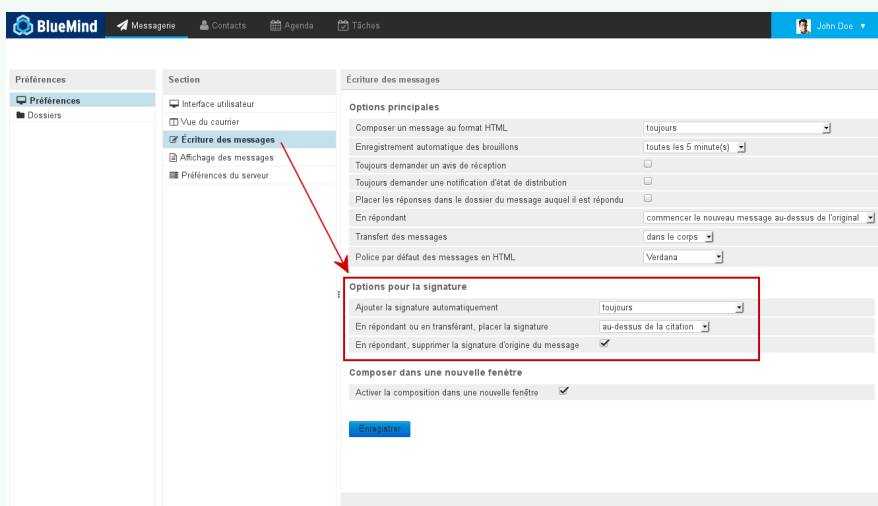 BlueMind Messagerie Contacts Agenda Tâches John Doe
Préférences
Préférences
Dossiers
Section
Interface utilisateur
Vue du courrier
Écriture des messages
Affichage des messages
Préférences du serveur
Écriture des messages
Options principales
Composer un message au format HTML toujours
Enregistrement automatique des brouillons toutes les 5 minute(s)
Toujours demander un avis de réception
Toujours demander une notification d'état de distribution
Placer les réponses dans le dossier du message auquel il est répondu
En répondant commencer le nouveau message au-dessus de l'original
Transfert des messages dans le corps
Police par défaut des messages en HTML Verdana
Options pour la signature
Ajouter la signature automatiquement toujours
En répondant ou en transférant, placer la signature au-dessus de la citation
En répondant, supprimer la signature d'origine du message
Composer dans une nouvelle fenêtre
Activer la composition dans une nouvelle fenêtre
Enregistrer